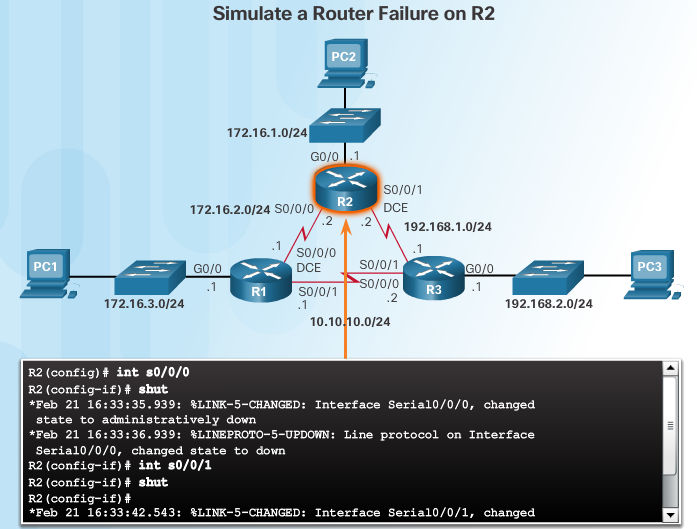 Simulate a Router Failure on R2
PC2
172.16.1.0/24
G0/0 .1
R2
S0/0/1
DCE
172.16.2.0/24 S0/0/0
.2 .2
192.168.1.0/24
.1 S0/0/0
DCE
.1
PC1
G0/0
.1
172.16.3.0/24
R1
S0/0/1
.1
S0/0/1
S0/0/0
.2
R3
G0/0
.1
192.168.2.0/24
PC3
10.10.10.0/24
R2(config)# int s0/0/0
R2(config-if)# shut
*Feb 21 16:33:35.939: %LINK-5-CHANGED: Interface Serial0/0/0, changed
state to administratively down
*Feb 21 16:33:36.939: %LINEPROTO-5-UPDOWN: Line protocol on Interface
Serial0/0/0, changed state to down
R2(config-if)# int s0/0/1
R2(config-if)# shut
R2(config-if)#
*Feb 21 16:33:42.543: %LINK-5-CHANGED: Interface Serial0/0/1, changed